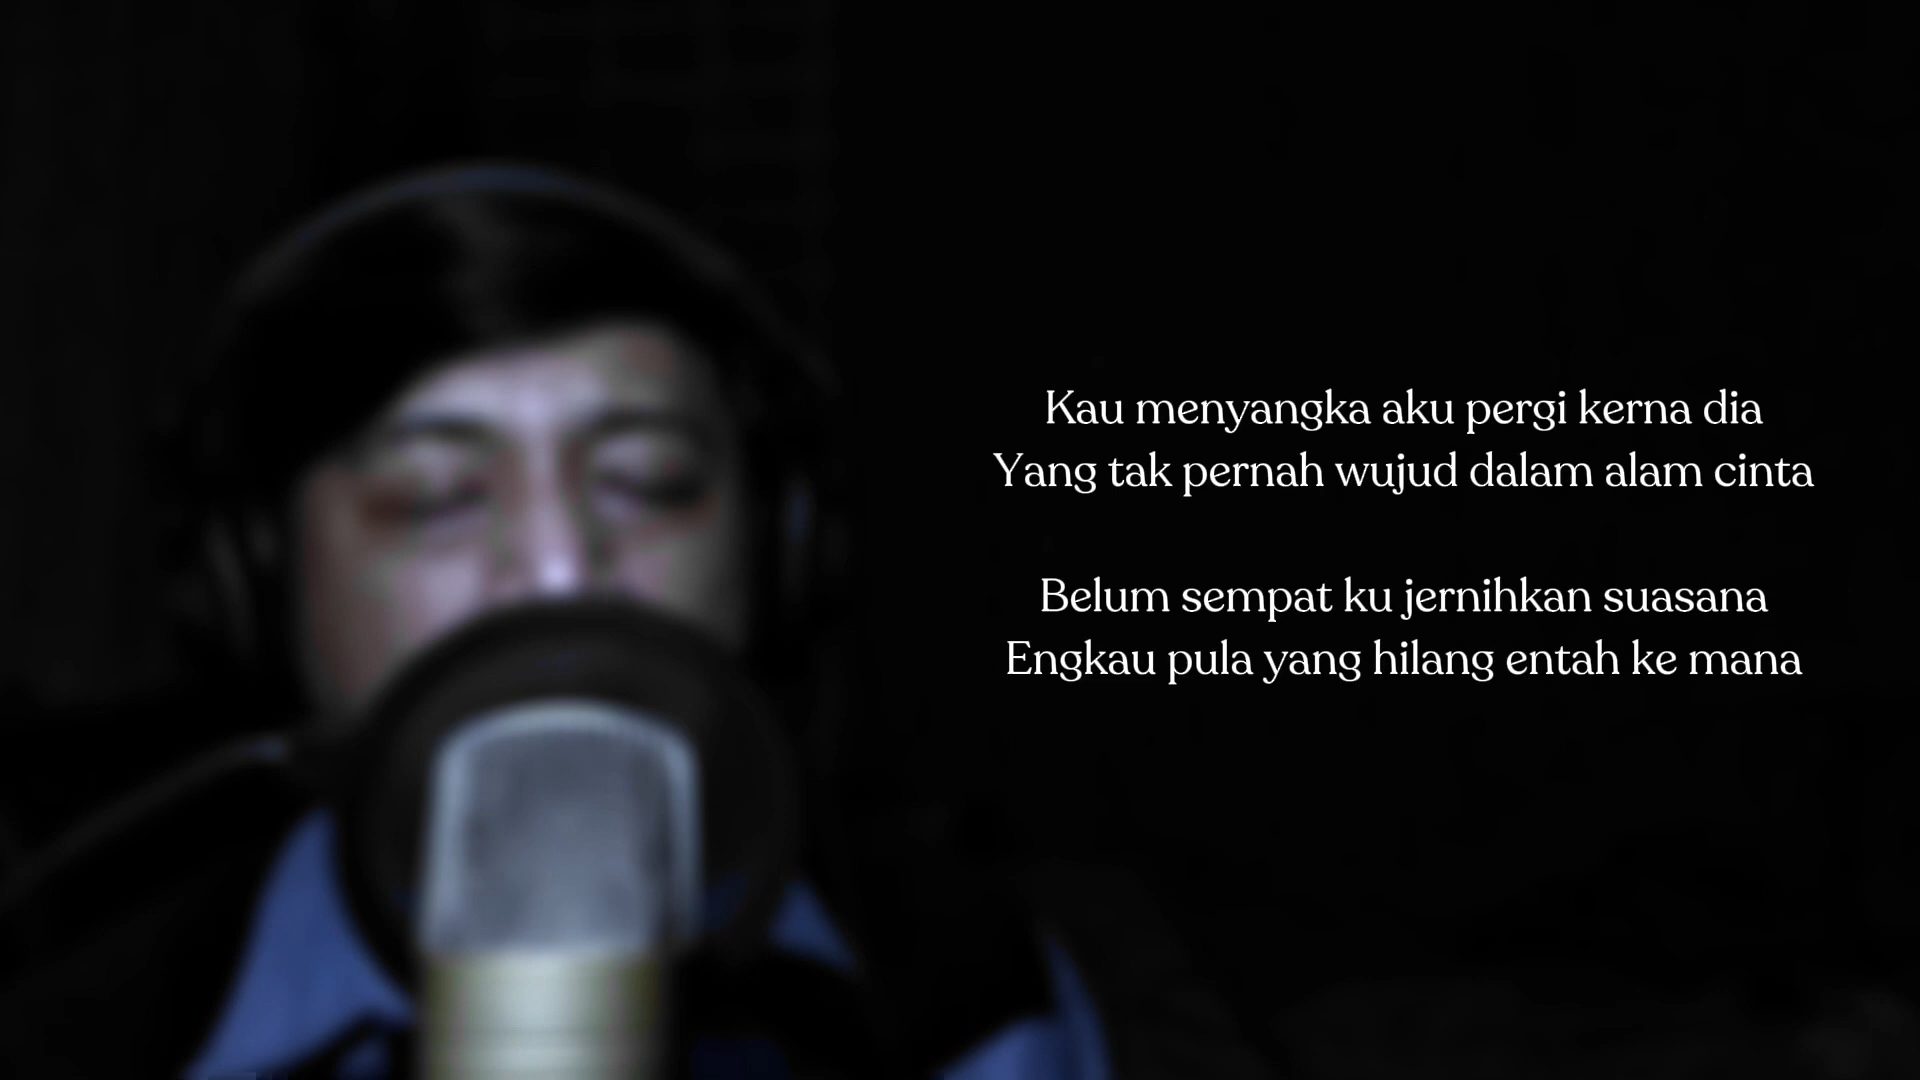 Kau menyangka aku pergi kerna dia
Yang tak pernah wujud dalam alam cinta
Belum sempat ku jernihkan suasana
Engkau pula yang hilang entah ke mana